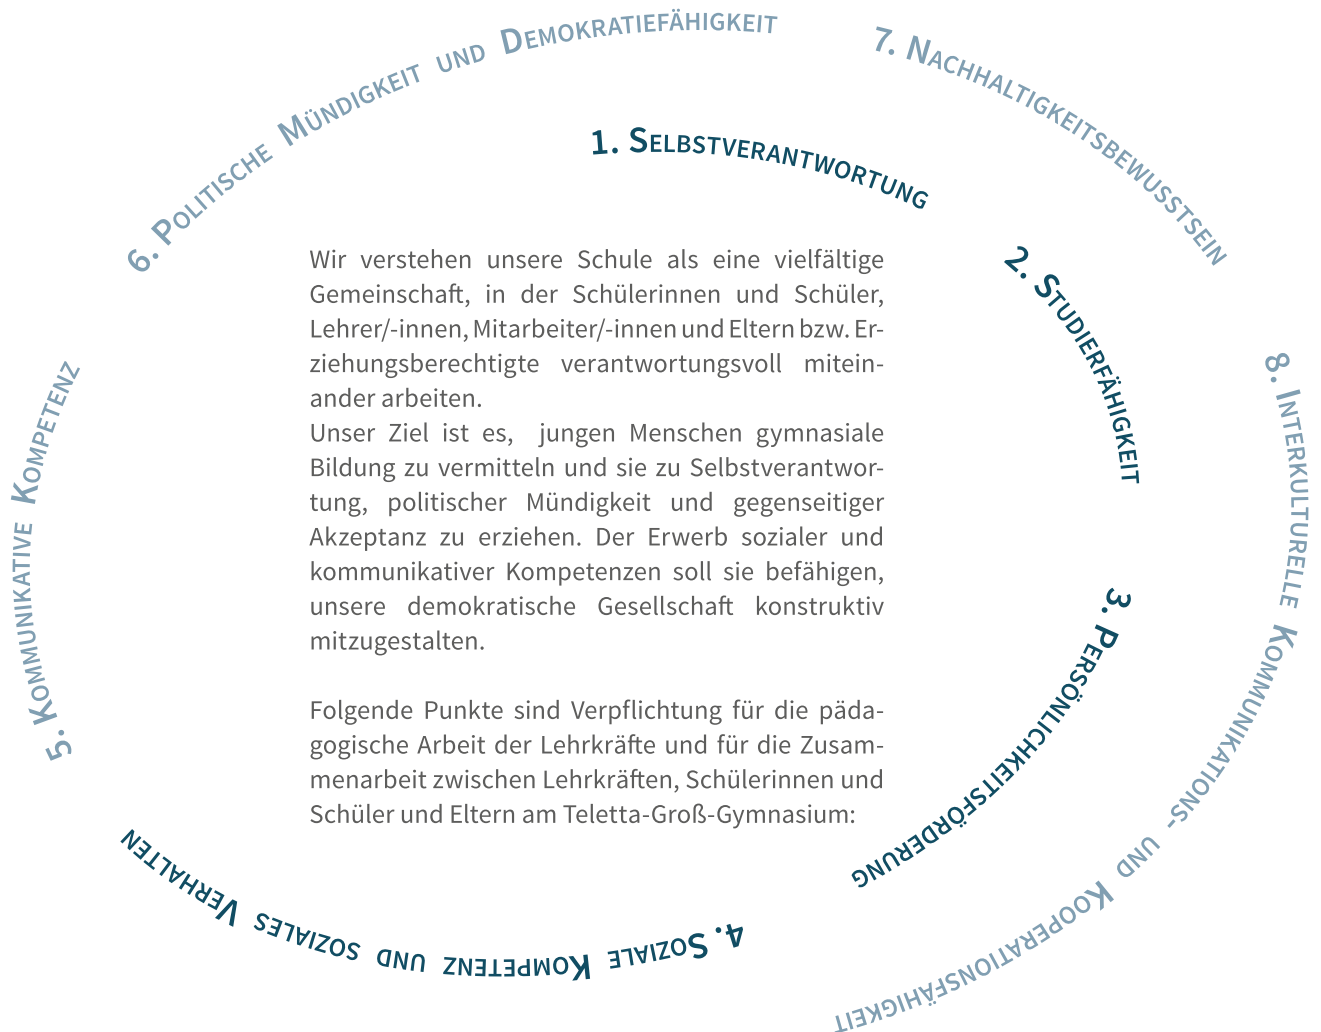 6. Politische Mündigkeit und Demokratiefähigkeit
7. Nachhaltigkeitsbewusstsein
1. Selbstverantwortung
2. Studierfähigkeit
8. Interkulturelle Kommunikations- und Kooperationsfähigkeit
Wir verstehen unsere Schule als eine vielfältige
Gemeinschaft, in der Schülerinnen und Schüler,
Lehrer/-innen, Mitarbeiter/-innen und Eltern bzw. Er-
ziehungsberechtigte verantwortungsvoll mitein-
ander arbeiten.
Unser Ziel ist es, jungen Menschen gymnasiale
Bildung zu vermitteln und sie zu Selbstverantwor-
tung, politischer Mündigkeit und gegenseitiger
Akzeptanz zu erziehen. Der Erwerb sozialer und
kommunikativer Kompetenzen soll sie befähigen,
unsere demokratische Gesellschaft konstruktiv
mitzugestalten.
Folgende Punkte sind Verpflichtung für die päda-
gogische Arbeit der Lehrkräfte und für die Zusam-
menarbeit zwischen Lehrkräften, Schülerinnen und
Schüler und Eltern am Teletta-Groß-Gymnasium:
3. Persönlichkeitsförderung
4. Soziale Kompetenz und soziales Verhalten
5. Kommunikative Kompetenz